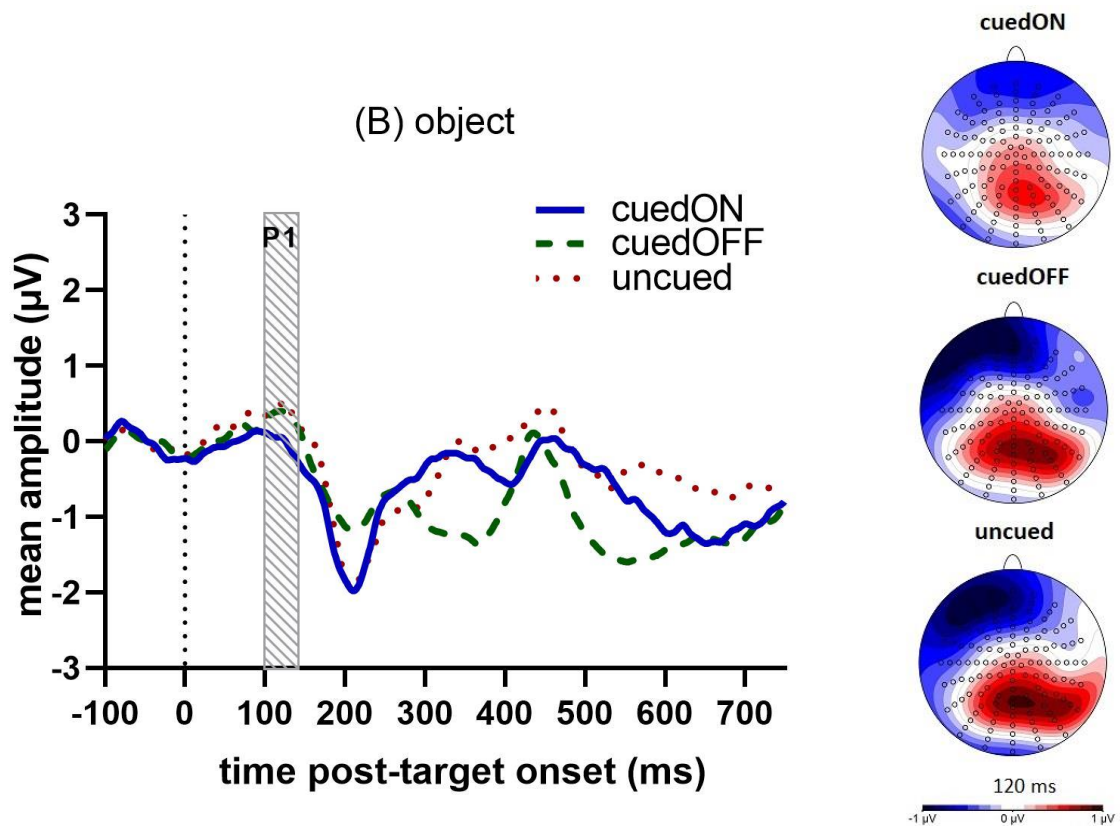 (B) object
cuedON
cuedOFF
uncued
P1
mean amplitude (µV)
3
2
1
0
-1
-2
-3
-100 0 100 200 300 400 500 600 700
time post-target onset (ms)
cuedON
cuedOFF
uncued
120 ms
-1 µV 0 µV 1 µV